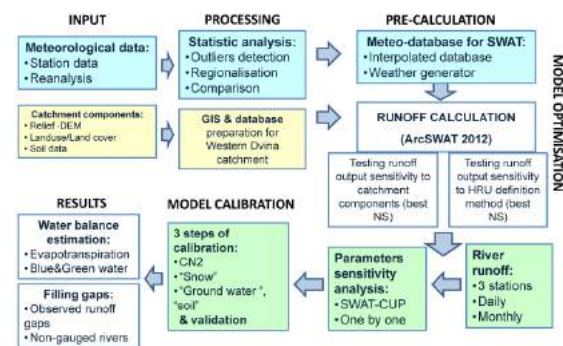 INPUT
Meteorological data:
• Station data
• Reanalysis
Catchment components:
• Relief -DEM
• Landuse/Land cover
• Soil data
PROCESSING
Statistic analysis:
• Outliers detection
• Regionalisation
• Comparison
GIS & database
preparation for
Western Dvina
catchment
PRE-CALCULATION
Meteo-database for SWAT:
• Interpolated database
• Weather generator
RUNOFF CALCULATION
(ArcSWAT 2012)
Testing runoff
output sensitivity to
catchment
components (best
NS)
Testing runoff
output sensitivity
to HRU definition
method (best
NS)
MODEL OPTIMISATION
River
runoff:
• 3 stations
• Daily
• Monthly
Parameters
sensitivity
analysis:
• SWAT-CUP
• One by one
MODEL CALIBRATION
3 steps of
calibration:
• CN2
• "Snow"
• "Ground water ",
"soil"
& validation
RESULTS
Water balance
estimation:
• Evapotranspiration
• Blue&Green water
Filling gaps:
• Observed runoff
gaps
• Non-gauged rivers